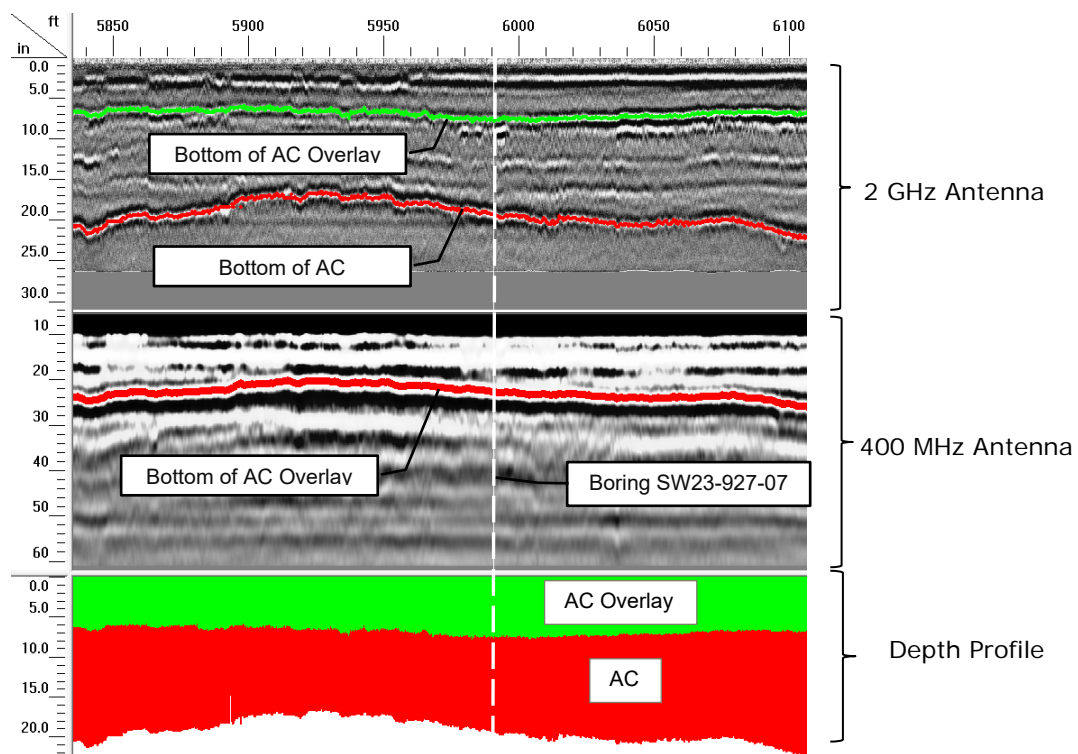 ft
in
5850 5900 5950 6000 6050 6100
0.0
5.0
10.0
15.0
20.0
25.0
30.0
Bottom of AC Overlay
Bottom of AC
2 GHz Antenna
10
20
30
40
50
60
Bottom of AC Overlay
Boring SW23-927-07
400 MHz Antenna
0.0
5.0
10.0
15.0
20.0
AC Overlay
AC
Depth Profile